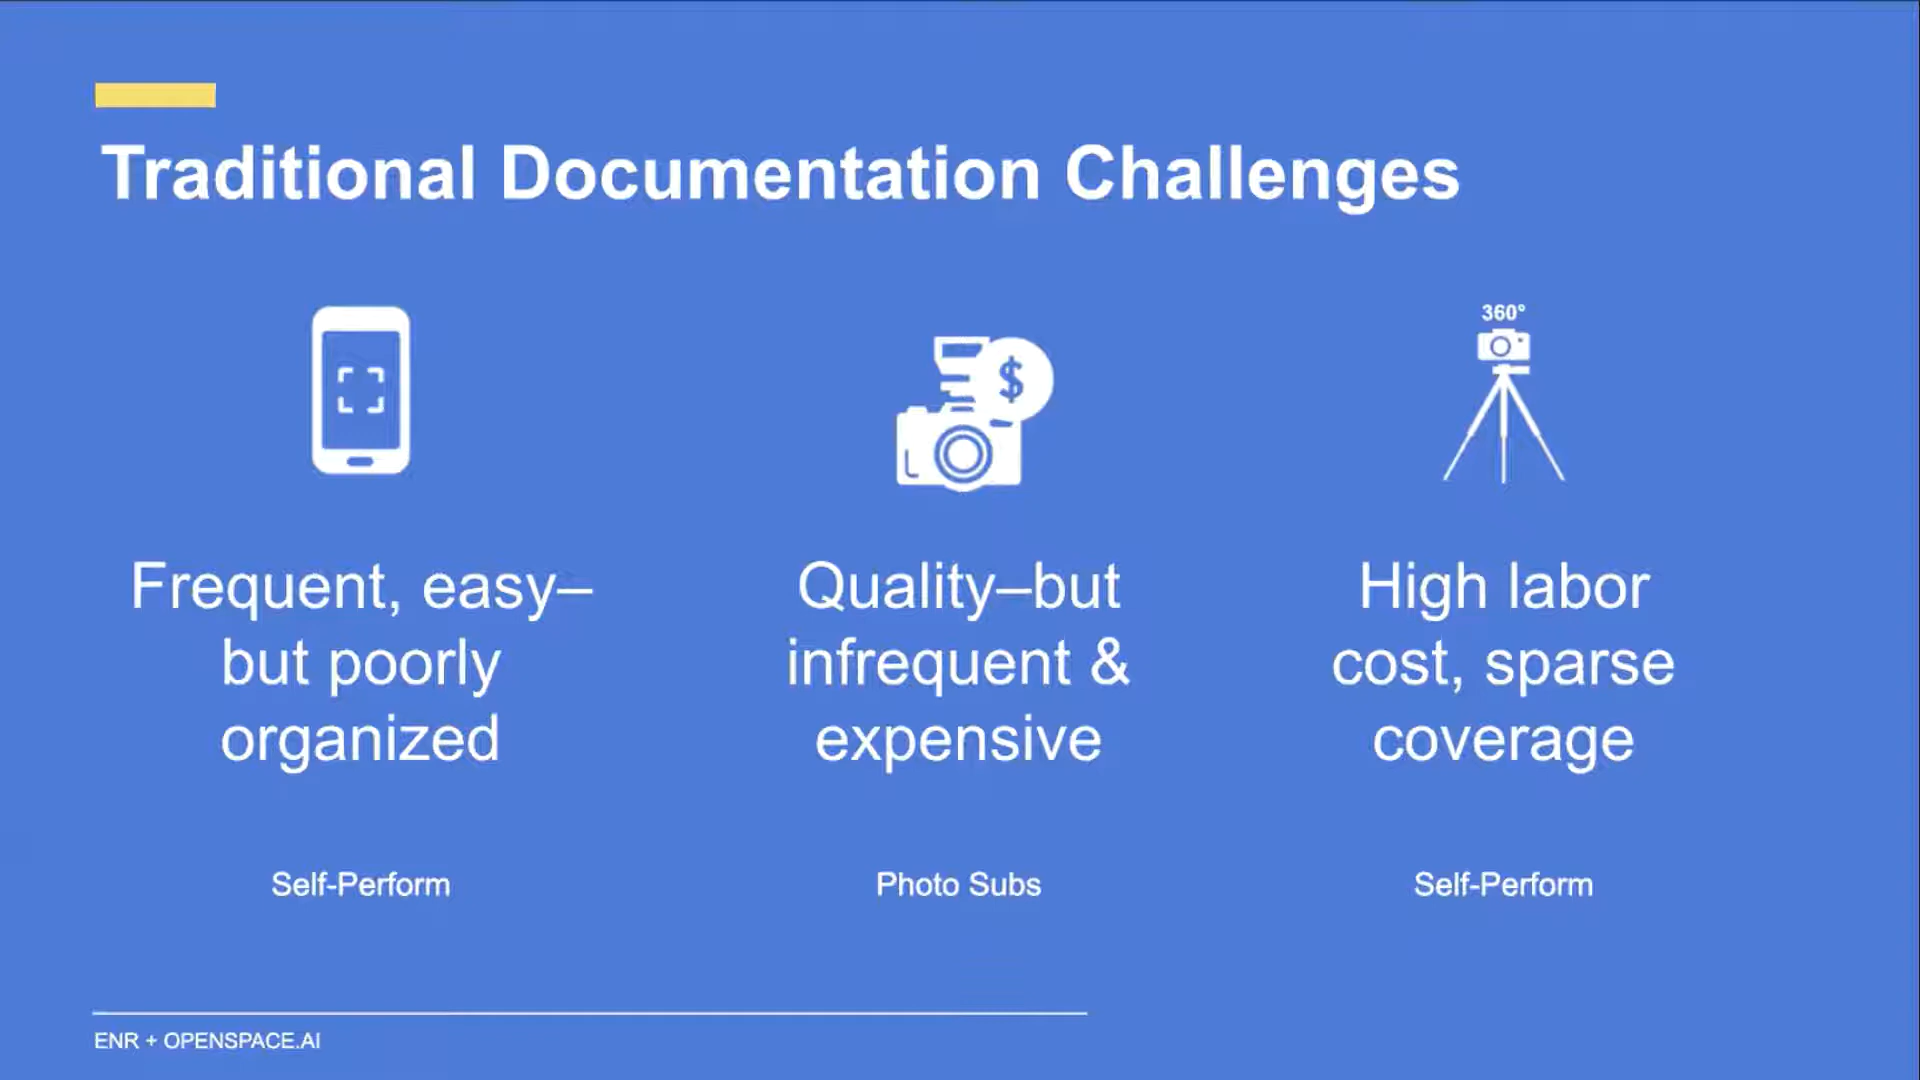 Traditional Documentation Challenges
360°
$
Frequent, easy–
but poorly
organized
Quality–but
infrequent &
expensive
High labor
cost, sparse
coverage
Self-Perform
Photo Subs
Self-Perform
ENR + OPENSPACE.AI